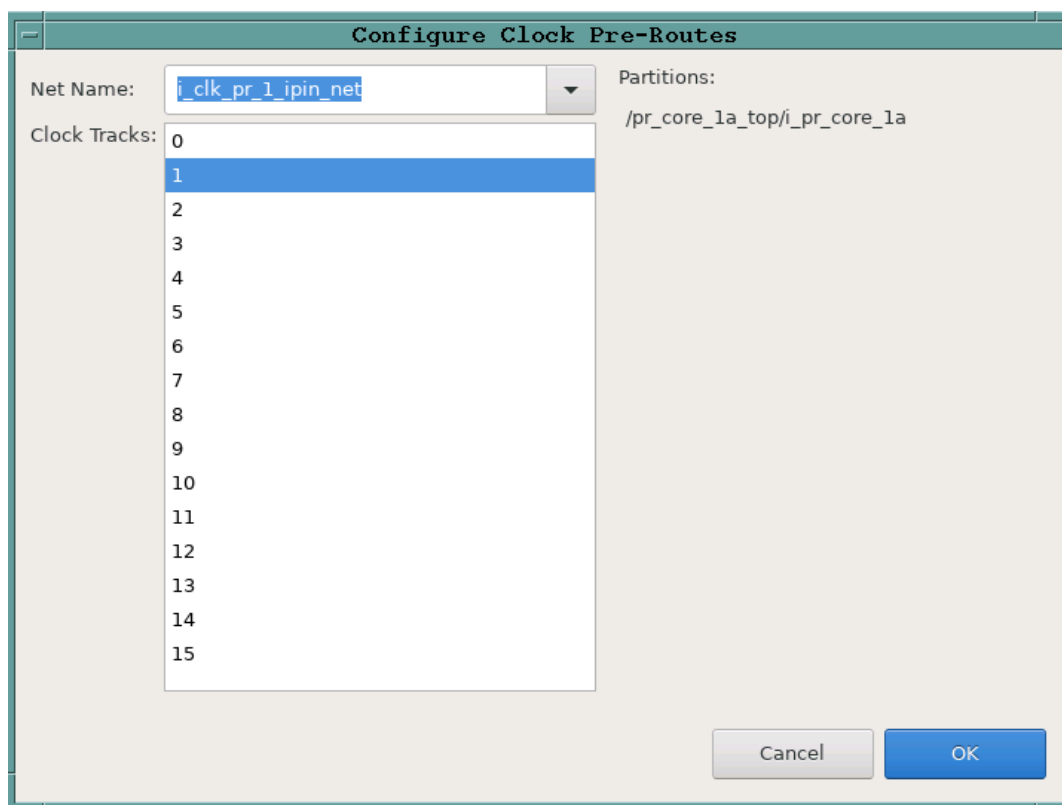 Configure Clock Pre-Routes
Net Name:
i_clk_pr_1_ipin_net
Partitions:
/pr_core_1a_top/i_pr_core_1a
Clock Tracks:
0
1
2
3
4
5
6
7
8
9
10
11
12
13
14
15
Cancel
OK